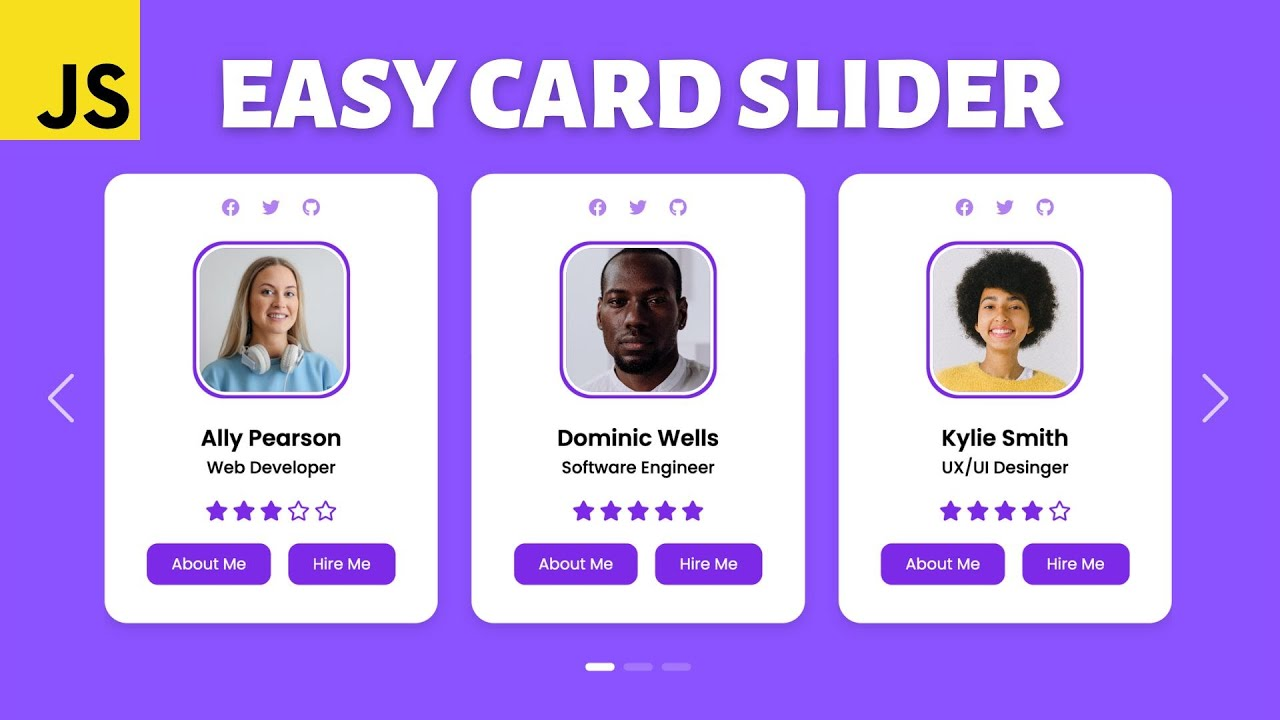 JS
EASY CARD SLIDER
Ally Pearson
Web Developer
About Me
Hire Me
Dominic Wells
Software Engineer
About Me
Hire Me
Kylie Smith
UX/UI Desinger
About Me
Hire Me